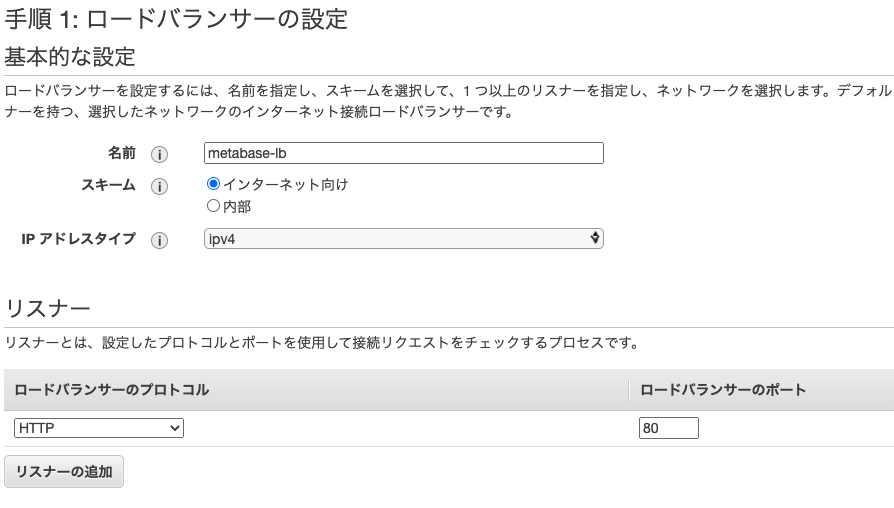 手順 1: ロードバランサーの設定
基本的な設定
ロードバランサーを設定するには、名前を指定し、スキームを選択して、1 つ以上のリスナーを指定し、ネットワークを選択します。デフォル
ナーを持つ、選択したネットワークのインターネット接続ロードバランサーです。
名前 i metabase-lb
スキーム i インターネット向け
内部
IP アドレスタイプ i ipv4
リスナー
リスナーとは、設定したプロトコルとポートを使用して接続リクエストをチェックするプロセスです。
ロードバランサーのプロトコル ロードバランサーのポート
HTTP 80
リスナーの追加